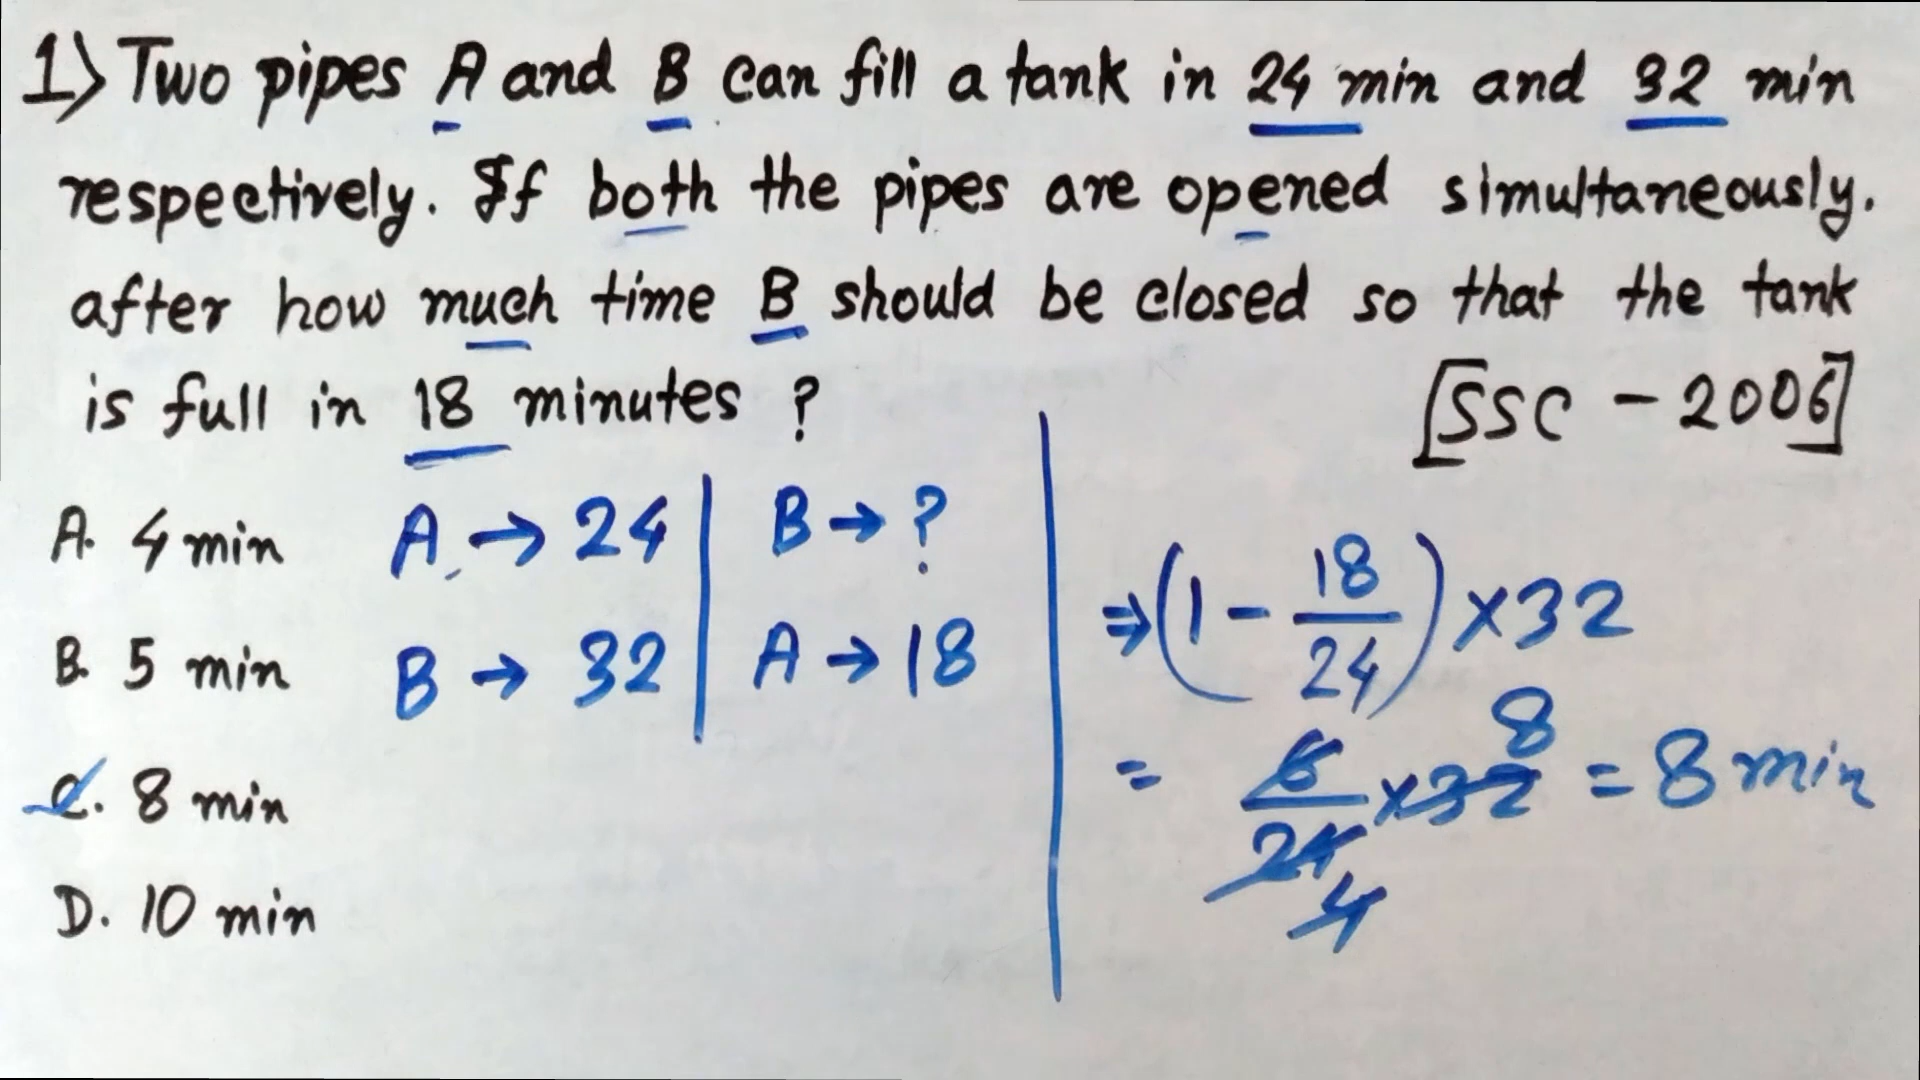 1) Two pipes A and B can fill a tank in 24 min and 32 min
respectively. If both the pipes are opened simultaneously.
after how much time B should be closed so that the tank
is full in 18 minutes ?
[SSC - 2006]
A. 4 min
B. 5 min
C. 8 min
D. 10 min
A → 24
B → 32
B → ?
A → 18
⇒ (1 - 18/24) × 32
= 6/24 × 32 = 8 min
8
4